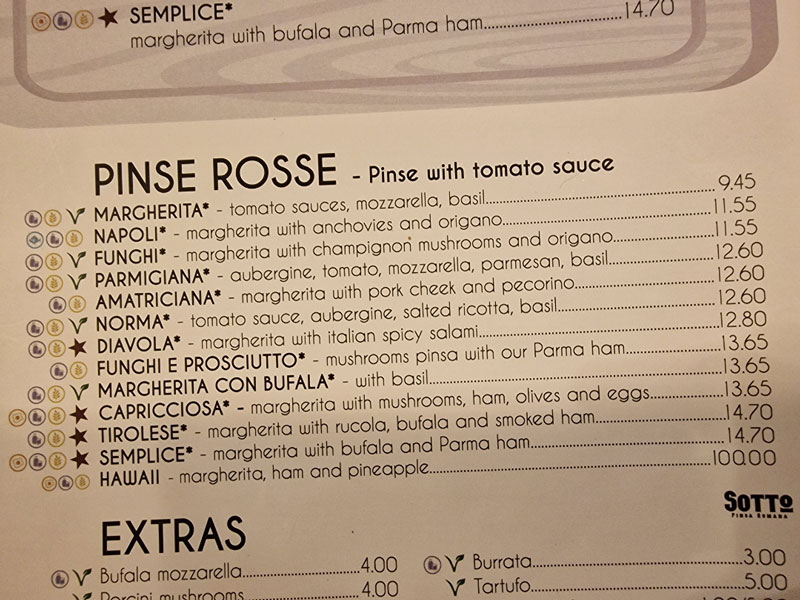 SEMPLICE*
margherita with bufala and Parma ham 14.70
PINSE ROSSE - Pinse with tomato sauce
MARGHERITA* - tomato sauces, mozzarella, basil 9.45
NAPOLI* - margherita with anchovies and origano 11.55
FUNGHI* - margherita with champignon mushrooms and origano 11.55
PARMIGIANA* - aubergine, tomato, mozzarella, parmesan, basil 12.60
AMATRICIANA* - margherita with pork cheek and pecorino 12.60
NORMA* - tomato sauce, aubergine, salted ricotta, basil 12.60
DIAVOLA* - margherita with italian spicy salami 12.80
FUNGHI E PROSCIUTTO* - mushrooms pinsa with our Parma ham 13.65
MARGHERITA CON BUFALA* - with basil 13.65
CAPRICCIOSA* - margherita with mushrooms, ham, olives and eggs 13.65
TIROLESE* - margherita with rucola, bufala and smoked ham 14.70
SEMPLICE* - margherita with bufala and Parma ham 14.70
HAWAII - margherita, ham and pineapple 100.00
SOTTO
PINSA ROMANA
EXTRAS
Bufala mozzarella 4.00
Porcini mushrooms 4.00
Burrata 3.00
Tartufo 5.00